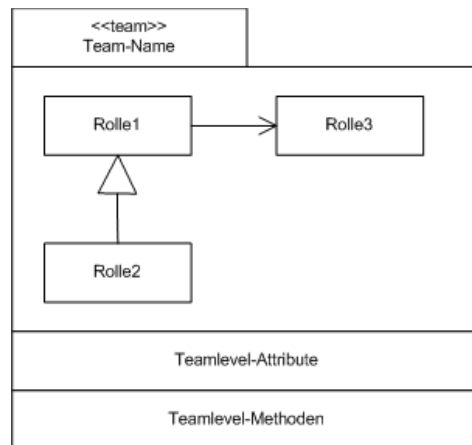 <<team>>
Team-Name
Rolle1
Rolle3
Rolle2
Teamlevel-Attribute
Teamlevel-Methoden